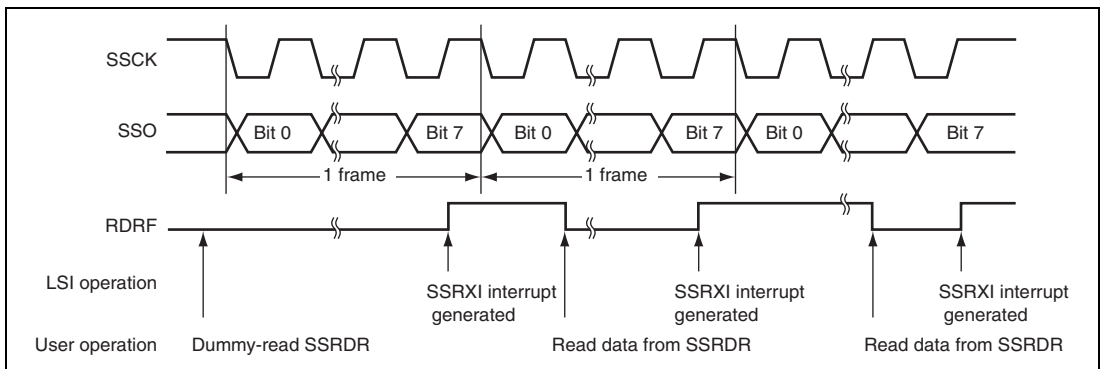 SSCK
SSO
Bit 0
Bit 7
Bit 0
Bit 7
Bit 0
Bit 7
1 frame
1 frame
RDRF
LSI operation
SSRXI interrupt
generated
SSRXI interrupt
generated
SSRXI interrupt
generated
User operation
Dummy-read SSRDR
Read data from SSRDR
Read data from SSRDR